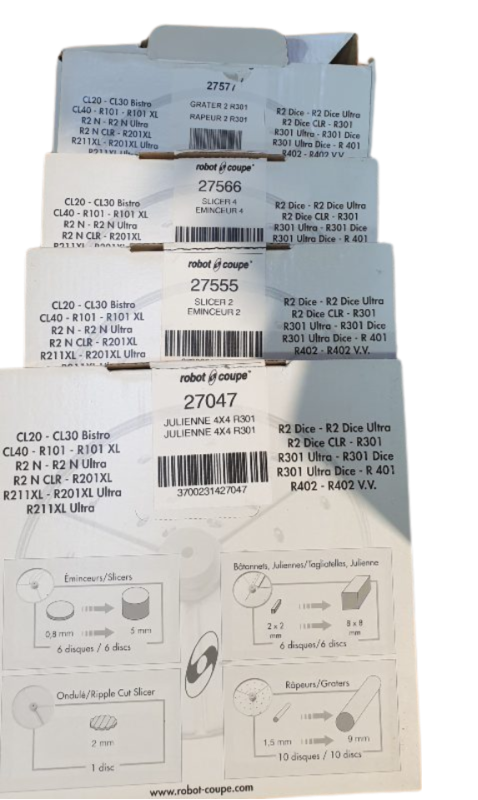 27577
GRATER 2 R301
RAPEUR 2 R301
CL20 - CL30 Bistro
CL40 - R101 - R101 XL
R2 N - R2 N Ultra
R2 N CLR - R201XL
R211XL - R201XL Ultra
R2 Dice - R2 Dice Ultra
R2 Dice CLR - R301
R301 Ultra - R301 Dice
R301 Ultra Dice - R 401
R402 - R402 V.V.
robot coupe
27566
SLICER 4
EMINCEUR 4
CL20 - CL30 Bistro
CL40 - R101 - R101 XL
R2 N - R2 N Ultra
R2 N CLR - R201XL
R211XL - R201XL Ultra
R2 Dice - R2 Dice Ultra
R2 Dice CLR - R301
R301 Ultra - R301 Dice
R301 Ultra Dice - R 401
robot coupe
27555
SLICER 2
EMINCEUR 2
CL20 - CL30 Bistro
CL40 - R101 - R101 XL
R2 N - R2 N Ultra
R2 N CLR - R201XL
R211XL - R201XL Ultra
R2 Dice - R2 Dice Ultra
R2 Dice CLR - R301
R301 Ultra - R301 Dice
R301 Ultra Dice - R 401
R402 - R402 V.V.
robot coupe
27047
JULIENNE 4X4 R301
JULIENNE 4X4 R301
3700231427047
CL20 - CL30 Bistro
CL40 - R101 - R101 XL
R2 N - R2 N Ultra
R2 N CLR - R201XL
R211XL - R201XL Ultra
R211XL Ultra
R2 Dice - R2 Dice Ultra
R2 Dice CLR - R301
R301 Ultra - R301 Dice
R301 Ultra Dice - R 401
R402 - R402 V.V.
Éminceurs/Slicers
0,8 mm
5 mm
6 disques / 6 discs
Bâtonnets, Juliennes/Tagliatelles, Julienne
2 x 2
mm
8 x 8
mm
6 disques/6 discs
Ondulé/Ripple Cut Slicer
2 mm
1 disc
Râpeurs/Graters
1,5 mm
9 mm
10 disques / 10 discs
www.robot-coupe.com